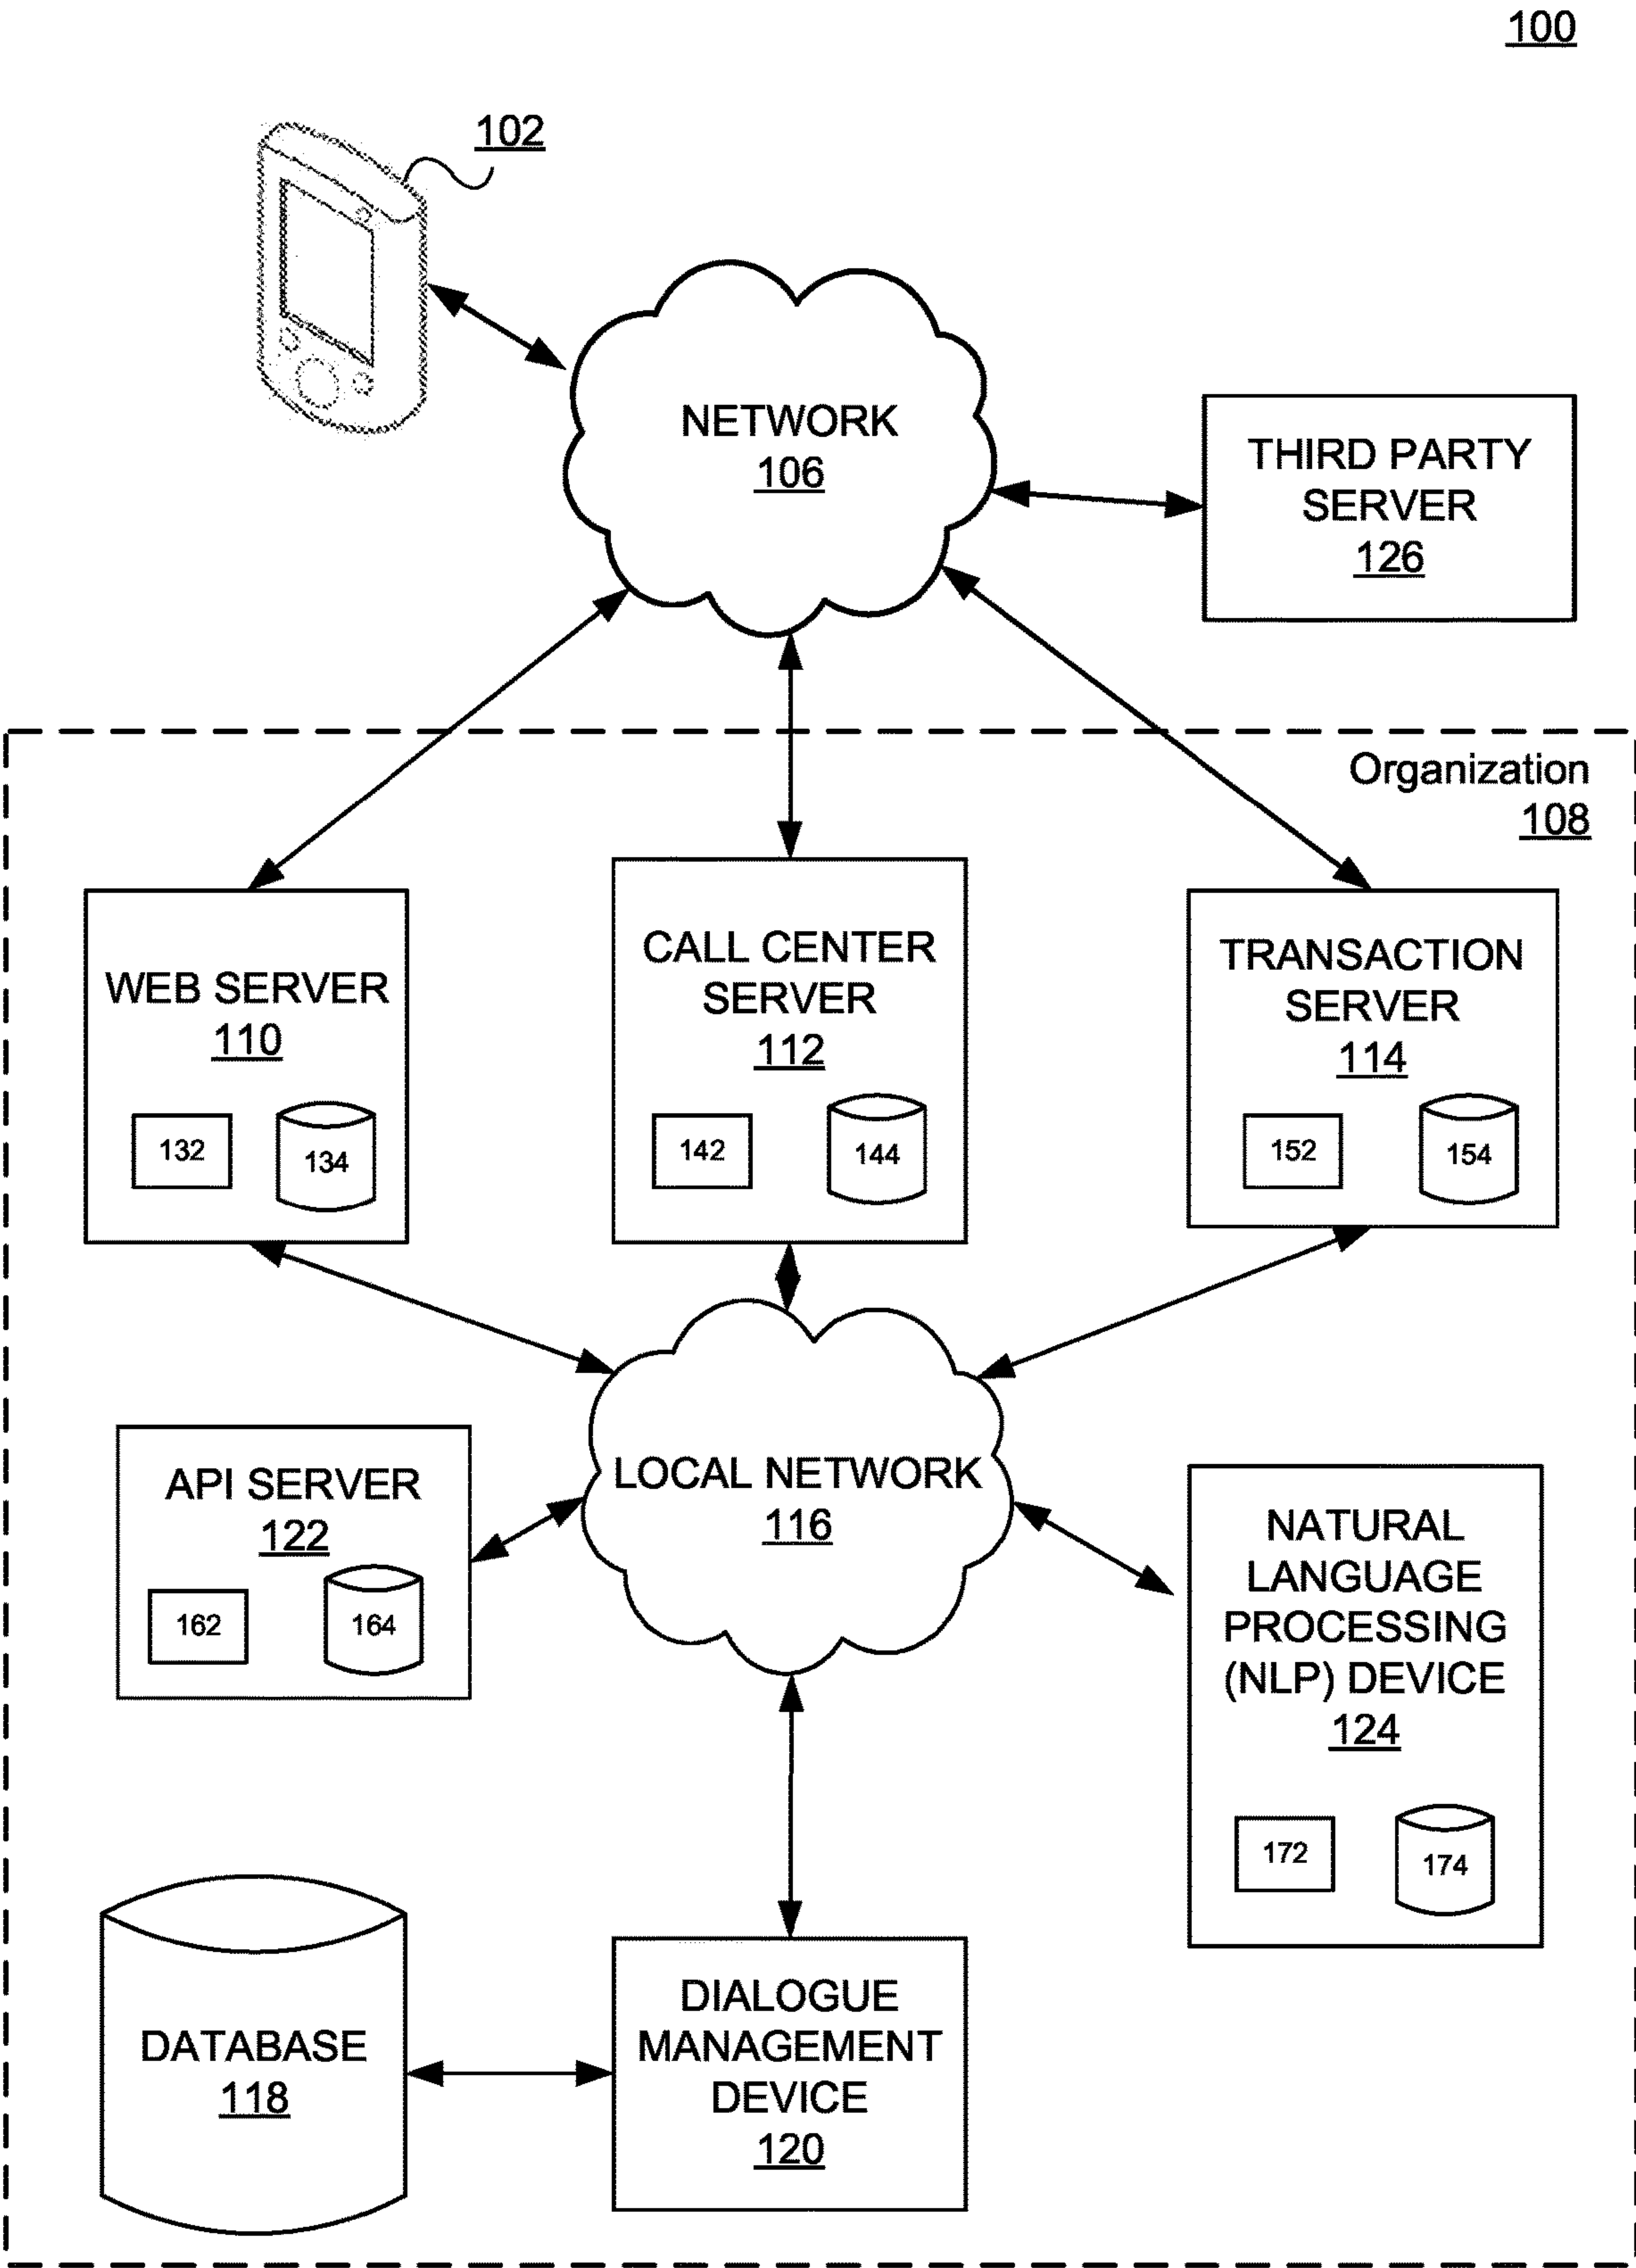 100
102
NETWORK
106
THIRD PARTY
SERVER
126
Organization
108
WEB SERVER
110
132
134
CALL CENTER
SERVER
112
142
144
TRANSACTION
SERVER
114
152
154
API SERVER
122
162
164
LOCAL NETWORK
116
NATURAL
LANGUAGE
PROCESSING
(NLP) DEVICE
124
172
174
DATABASE
118
DIALOGUE
MANAGEMENT
DEVICE
120